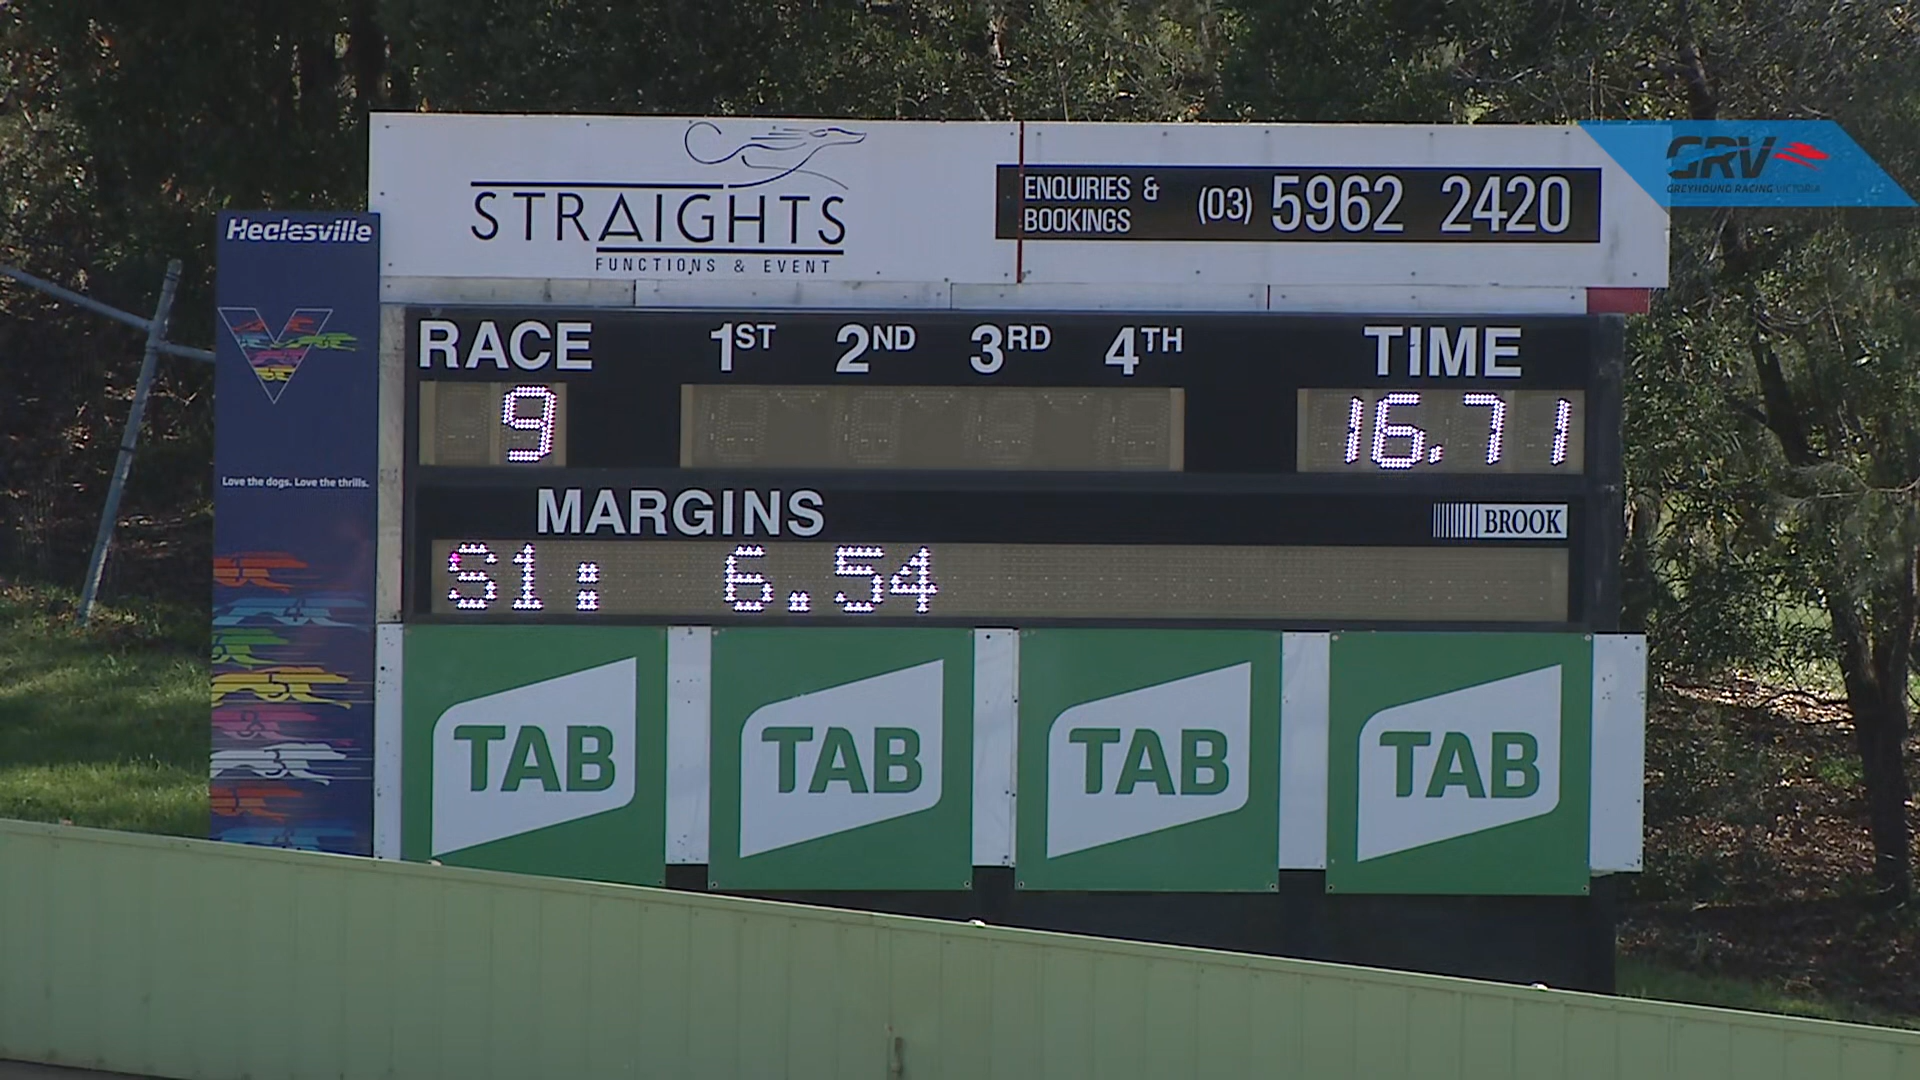 STRAIGHTS
FUNCTIONS & EVENT
ENQUIRIES &
BOOKINGS
(03) 5962 2420
GRV
GREYHOUND RACING VICTORIA
Healesville
Love the dogs. Love the thrills.
RACE 1ST 2ND 3RD 4TH TIME
9 16.71
MARGINS
BROOK
S1: 6.54
TAB TAB TAB TAB